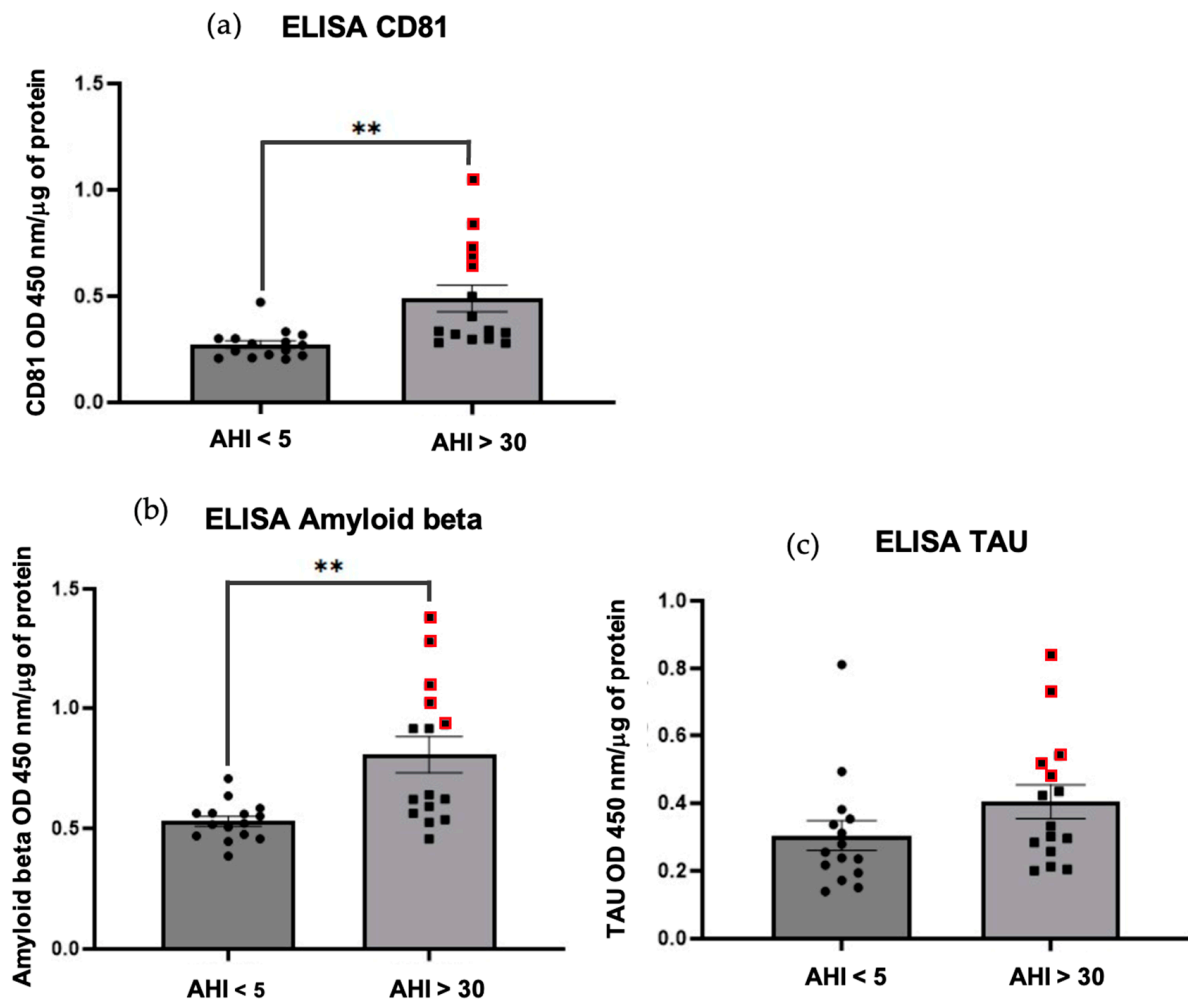 (a) ELISA CD81
CD81 OD 450 nm/μg of protein
1.5
1.0
0.5
0.0
**
AHI < 5
AHI > 30
(b) ELISA Amyloid beta
Amyloid beta OD 450 nm/μg of protein
1.5
1.0
0.5
0.0
**
AHI < 5
AHI > 30
(c) ELISA TAU
TAU OD 450 nm/μg of protein
1.0
0.8
0.6
0.4
0.2
0.0
AHI < 5
AHI > 30